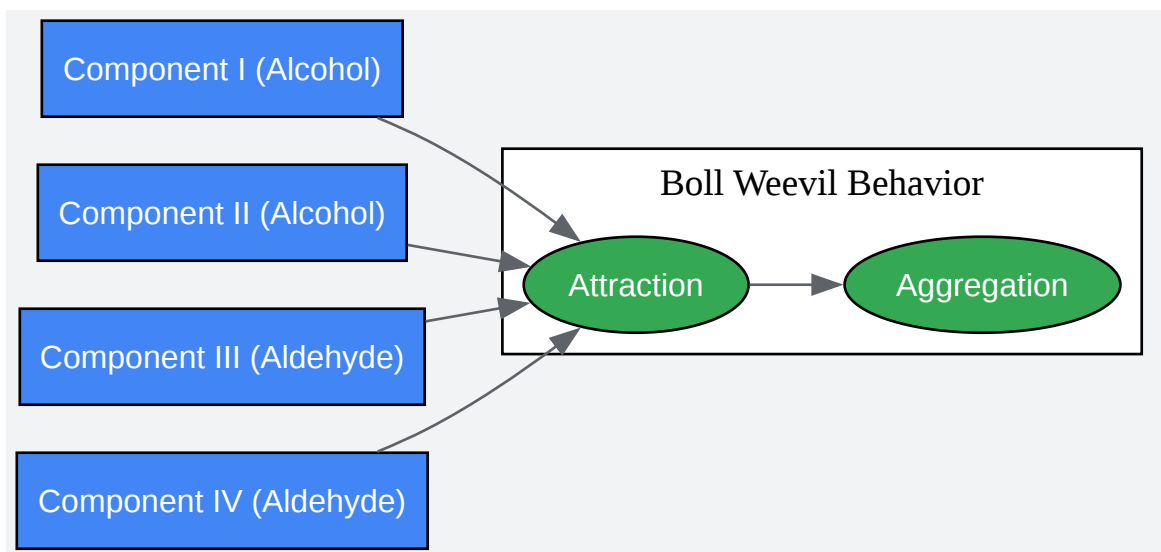 Component I (Alcohol)
Component II (Alcohol)
Component III (Aldehyde)
Component IV (Aldehyde)
Boll Weevil Behavior
Attraction
Aggregation